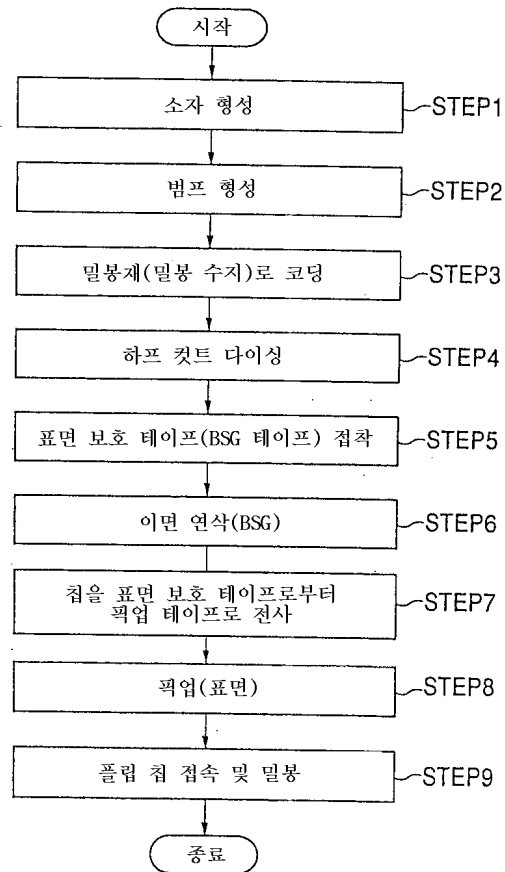 시작
소자 형성
STEP1
범프 형성
STEP2
밀봉재(밀봉 수지)로 코딩
STEP3
하프 컷트 다이싱
STEP4
표면 보호 테이프(BSG 테이프) 접착
STEP5
이면 연삭(BSG)
STEP6
칩을 표면 보호 테이프로부터
픽업 테이프로 전사
STEP7
픽업(표면)
STEP8
플립 칩 접속 및 밀봉
STEP9
종료